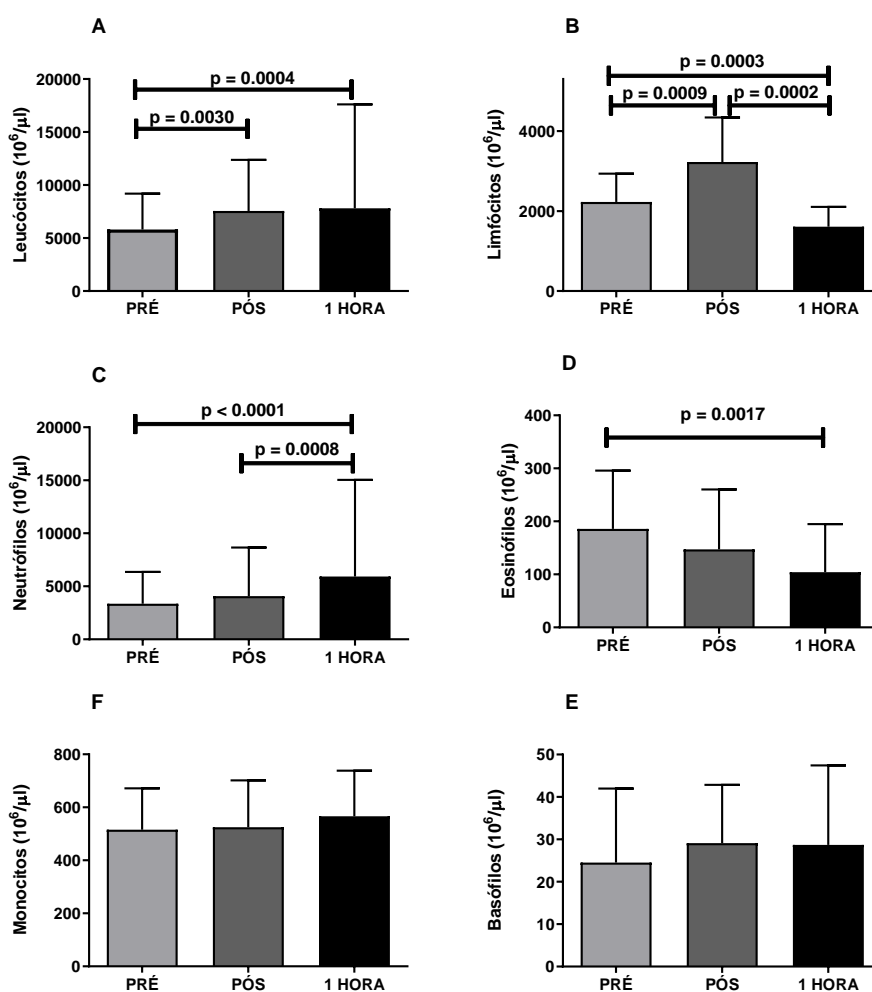 A
Leucócitos (10⁶/µl)
20000
15000
10000
5000
0
p = 0.0004
p = 0.0030
PRÉ PÓS 1 HORA
B
Limfócitos (10⁶/µl)
4000
2000
0
p = 0.0003
p = 0.0009 p = 0.0002
PRÉ PÓS 1 HORA
C
Neutrófilos (10⁶/µl)
20000
15000
10000
5000
0
p < 0.0001
p = 0.0008
PRÉ PÓS 1 HORA
D
Eosinófilos (10⁶/µl)
400
300
200
100
0
p = 0.0017
PRÉ PÓS 1 HORA
F
Monocitos (10⁶/µl)
800
600
400
200
0
PRÉ PÓS 1 HORA
E
Basófilos (10⁶/µl)
50
40
30
20
10
0
PRÉ PÓS 1 HORA